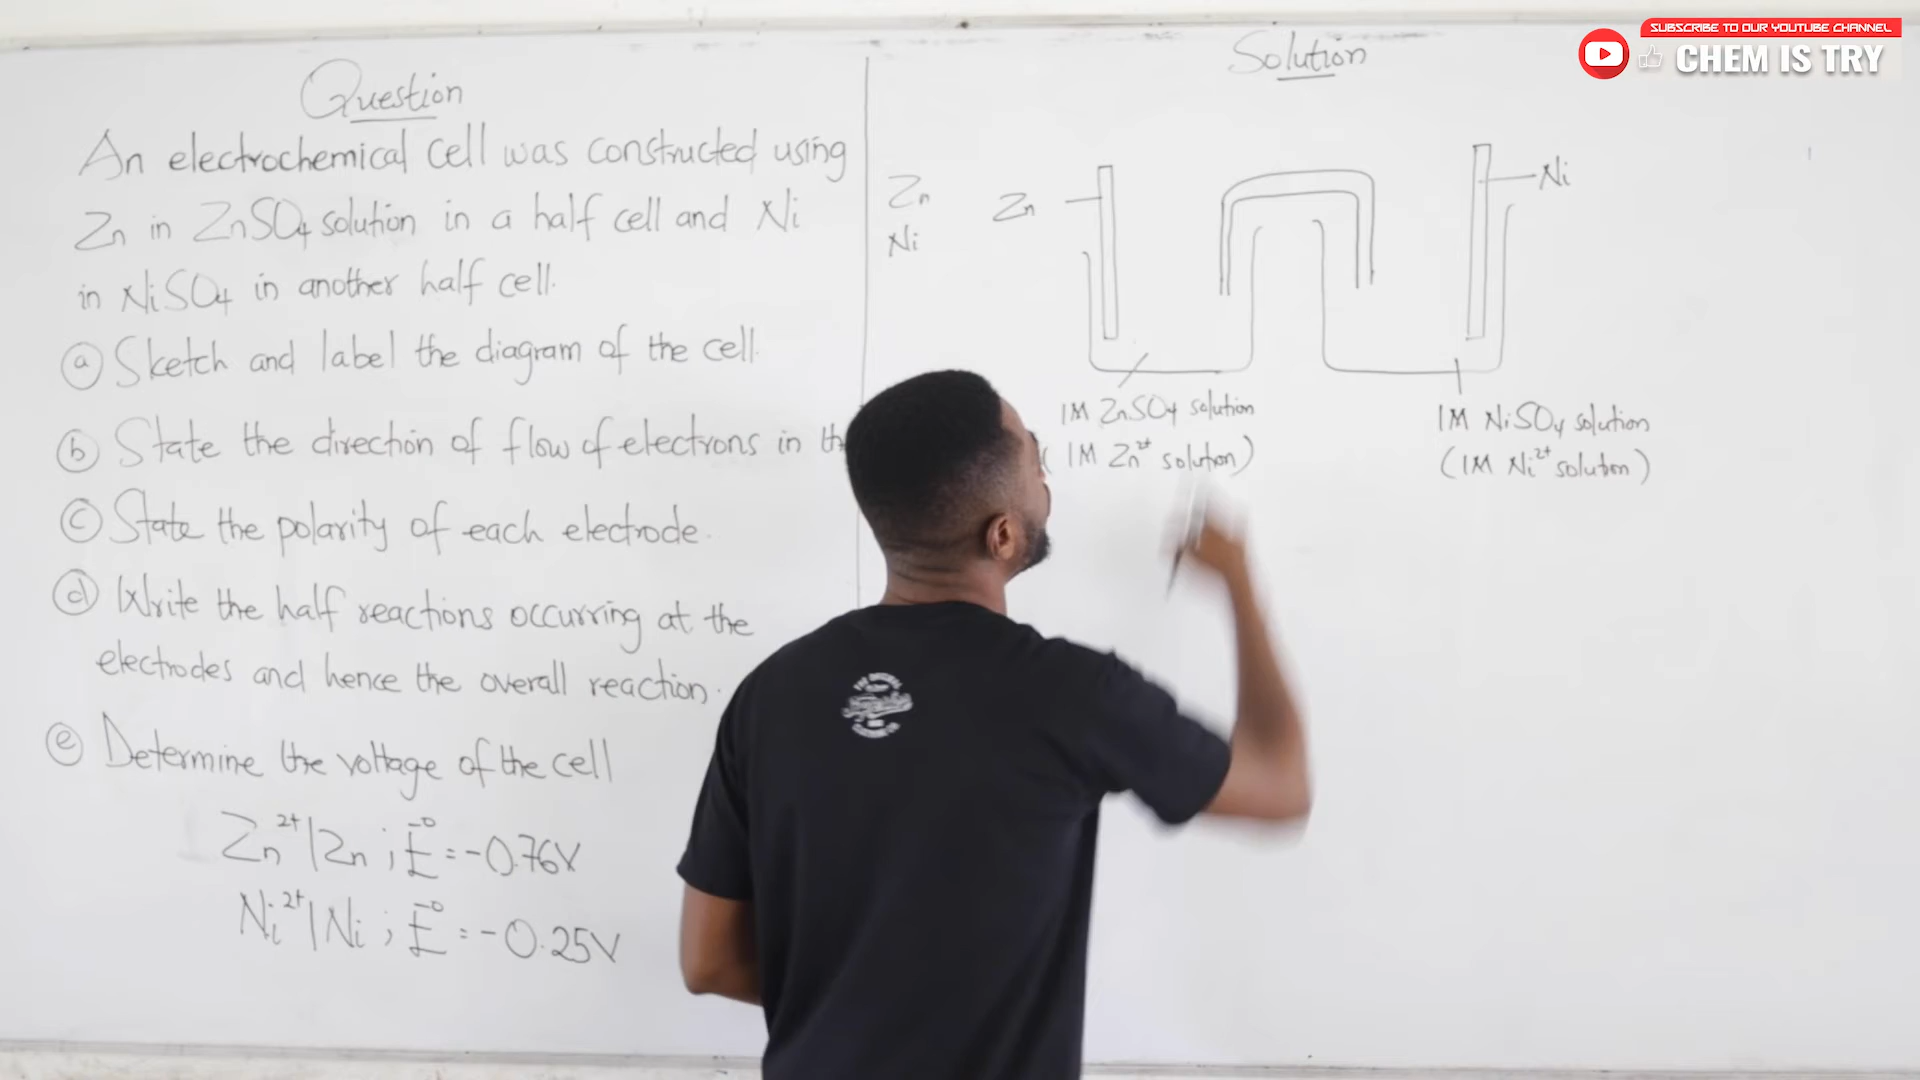 SUBSCRIBE TO OUR YOUTUBE CHANNEL
CHEM IS TRY
Question
An electrochemical cell was constructed using
Zn in ZnSO4 solution in a half cell and Ni
in NiSO4 in another half cell.
(a) Sketch and label the diagram of the cell.
(b) State the direction of flow of electrons in
(c) State the polarity of each electrode.
(d) Write the half reactions occurring at the
electrodes and hence the overall reaction.
(e) Determine the voltage of the cell
Zn²⁺|Zn ; E⁻⁰ = -0.76V
Ni²⁺|Ni ; E⁻⁰ = -0.25V
Solution
Zn
Ni
Zn
Ni
1M ZnSO4 solution
(1M Zn²⁺ solution)
1M NiSO4 solution
(1M Ni²⁺ solution)